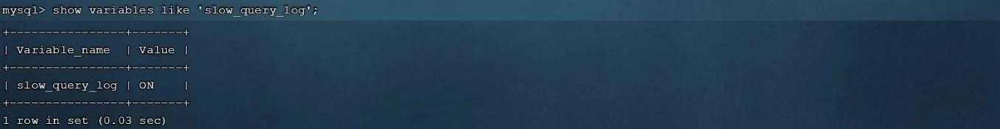 mysql> show variables like 'slow_query_log';
+----------------+-------+
| Variable_name  | Value |
+----------------+-------+
| slow_query_log | ON    |
+----------------+-------+
1 row in set (0.03 sec)